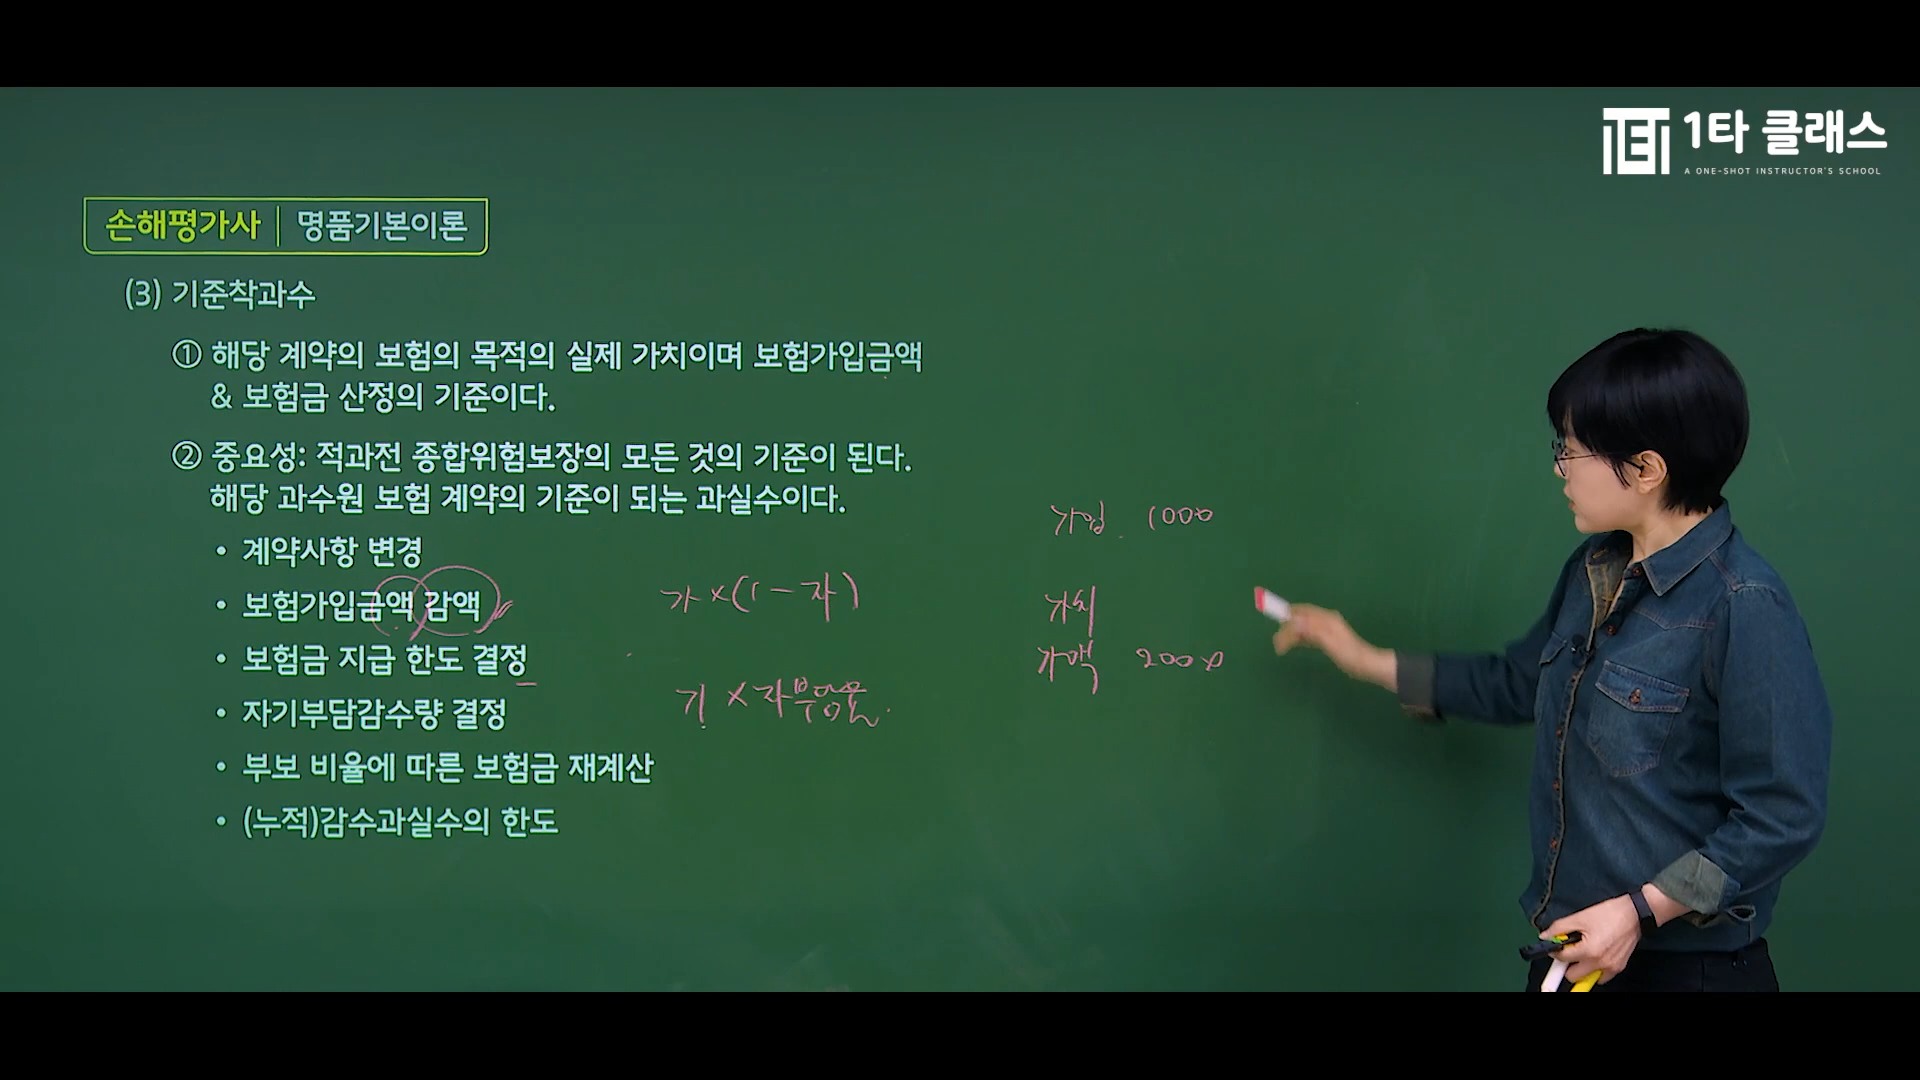 1타 클래스
A ONE-SHOT INSTRUCTOR'S SCHOOL
손해평가사 | 명품기본이론
(3) 기준착과수
① 해당 계약의 보험의 목적의 실제 가치이며 보험가입금액
& 보험금 산정의 기준이다.
② 중요성: 적과전 종합위험보장의 모든 것의 기준이 된다.
해당 과수원 보험 계약의 기준이 되는 과실수이다.
• 계약사항 변경
• 보험가입금액 감액
• 보험금 지급 한도 결정
• 자기부담감수량 결정
• 부보 비율에 따른 보험금 재계산
• (누적)감수과실수의 한도
가×(1-자)
기 ×자부담율.
가입 1000
가치
가액 2000